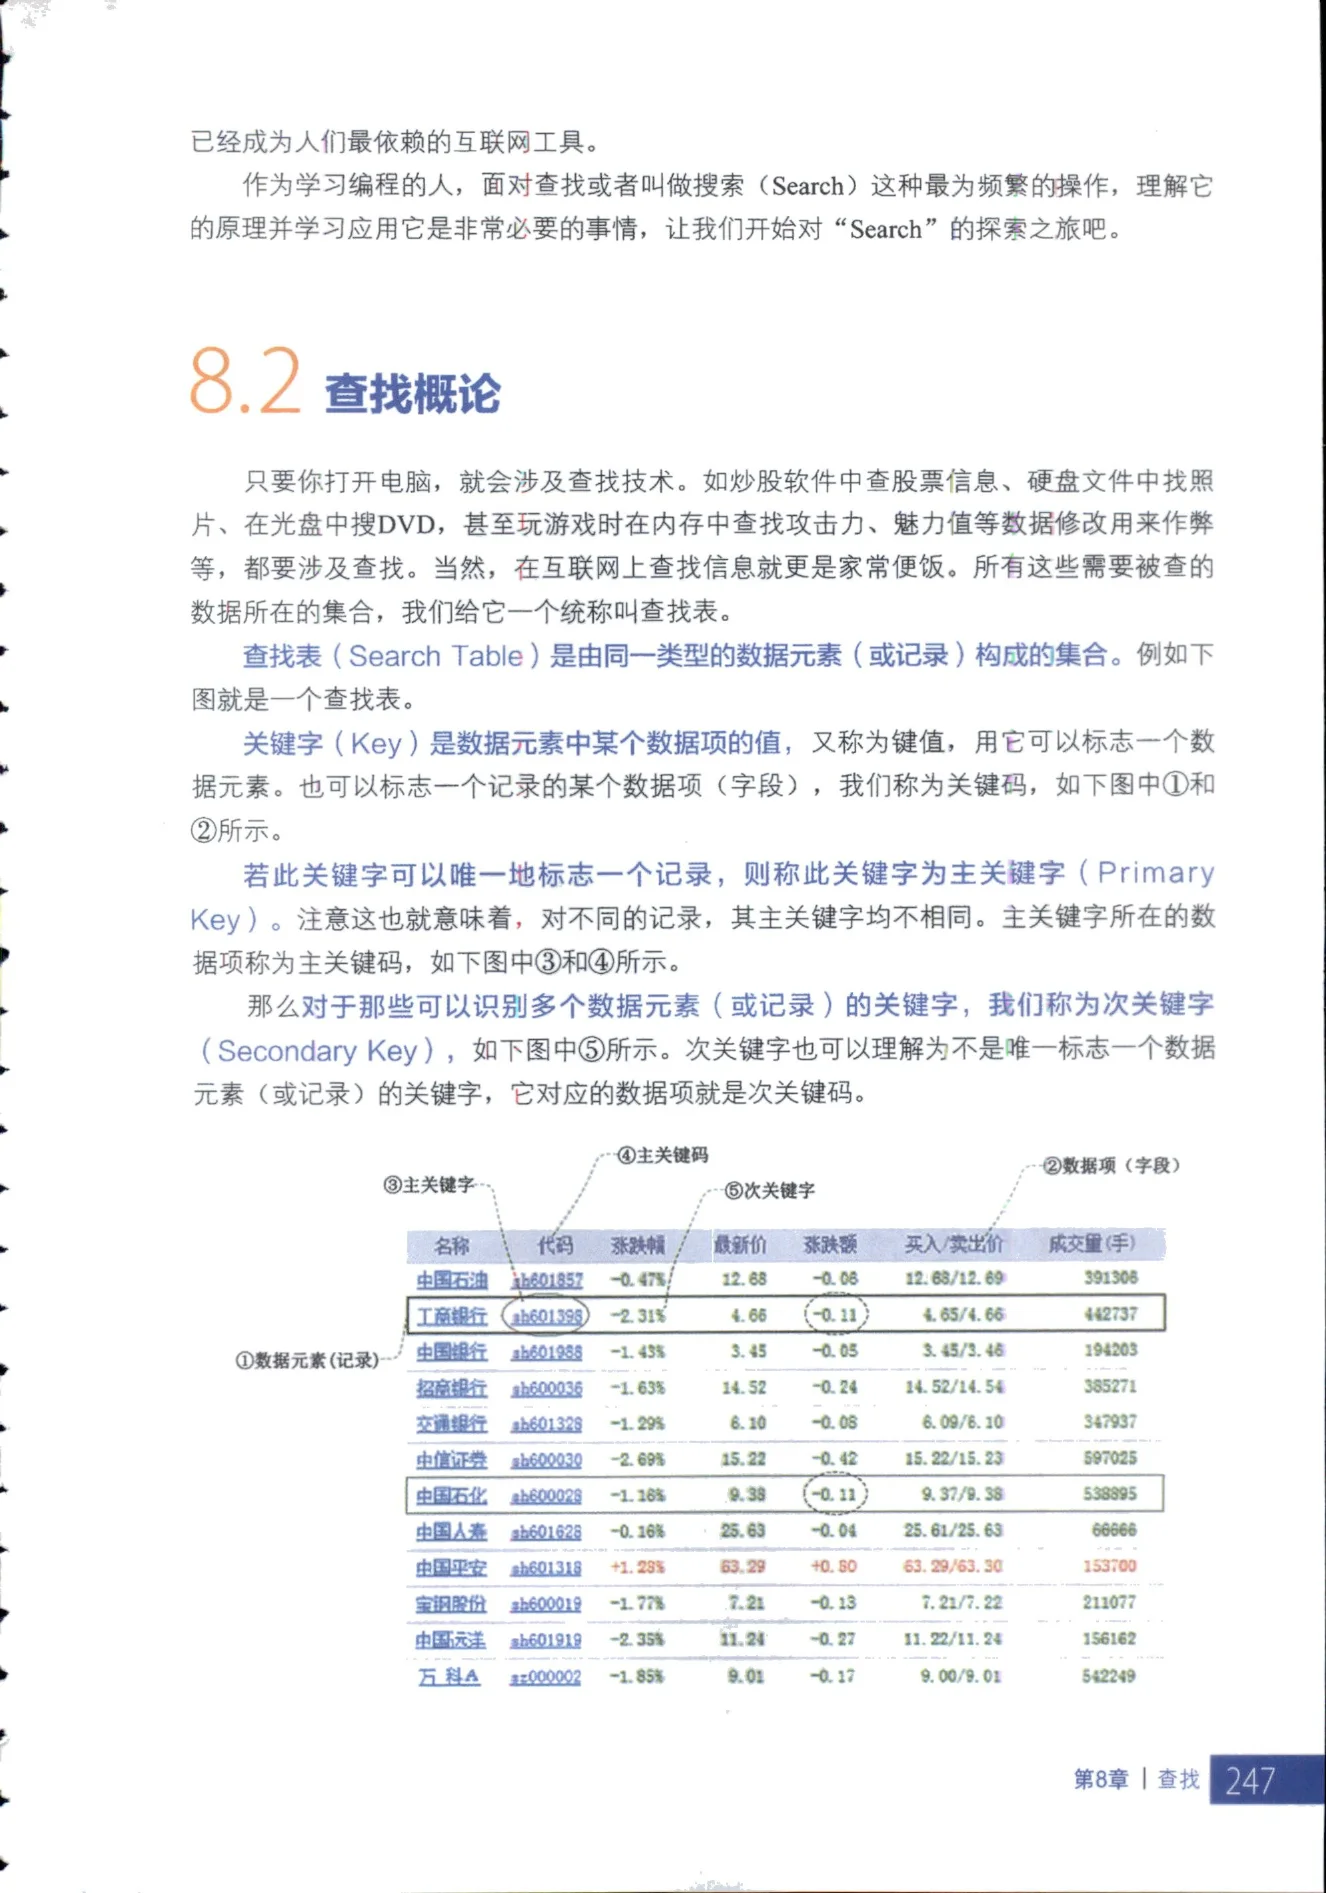 已经成为人们最依赖的互联网工具。
作为学习编程的人，面对查找或者叫做搜索（Search）这种最为频繁的操作，理解它
的原理并学习应用它是非常必要的事情，让我们开始对“Search”的探索之旅吧。
8.2 查找概论
只要你打开电脑，就会涉及查找技术。如炒股软件中查股票信息、硬盘文件中找照
片、在光盘中搜DVD，甚至玩游戏时在内存中查找攻击力、魅力值等数据修改用来作弊
等，都要涉及查找。当然，在互联网上查找信息就更是家常便饭。所有这些需要被查的
数据所在的集合，我们给它一个统称叫查找表。
查找表（Search Table）是由同一类型的数据元素（或记录）构成的集合。例如下
图就是一个查找表。
关键字（Key）是数据元素中某个数据项的值，又称为键值，用它可以标志一个数
据元素。也可以标志一个记录的某个数据项（字段），我们称为关键码，如下图中①和
②所示。
若此关键字可以唯一地标志一个记录，则称此关键字为主关键字（Primary
Key）。注意这也就意味着，对不同的记录，其主关键字均不相同。主关键字所在的数
据项称为主关键码，如下图中③和④所示。
那么对于那些可以识别多个数据元素（或记录）的关键字，我们称为次关键字
（Secondary Key），如下图中⑤所示。次关键字也可以理解为不是唯一标志一个数据
元素（或记录）的关键字，它对应的数据项就是次关键码。
④主关键码
②数据项（字段）
③主关键字
⑤次关键字
名称 代码 涨跌幅 最新价 涨跌额 买入/卖出价 成交量(手)
中国石油 sh601857 -0.47% 12.68 -0.06 12.68/12.69 391306
工商银行 sh601398 -2.31% 4.66 -0.11 4.65/4.66 442737
①数据元素(记录)
中国银行 sh601988 -1.43% 3.45 -0.05 3.45/3.46 194203
招商银行 sh600036 -1.63% 14.52 -0.24 14.52/14.54 385271
交通银行 sh601328 -1.29% 6.10 -0.08 6.09/6.10 347937
中信证券 sh600030 -2.69% 15.22 -0.42 15.22/15.23 597025
中国石化 sh600028 -1.16% 9.38 -0.11 9.37/9.38 538895
中国人寿 sh601628 -0.16% 25.63 -0.04 25.61/25.63 66666
中国平安 sh601318 +1.28% 63.29 +0.80 63.29/63.30 153700
宝钢股份 sh600019 -1.77% 7.21 -0.13 7.21/7.22 211077
中国远洋 sh601919 -2.35% 11.24 -0.27 11.22/11.24 156162
万 科A sz000002 -1.85% 9.01 -0.17 9.00/9.01 542249
第8章 | 查找 247